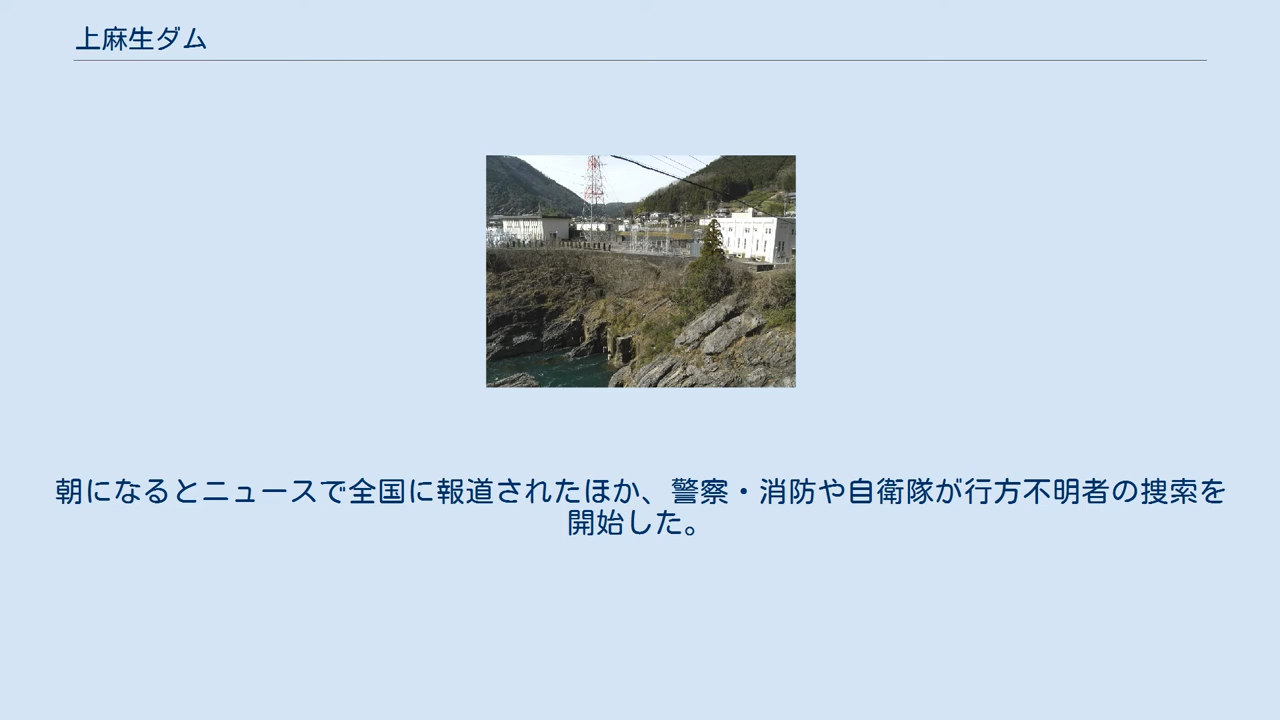 上麻生ダム
朝になるとニュースで全国に報道されたほか、警察・消防や自衛隊が行方不明者の捜索を
開始した。